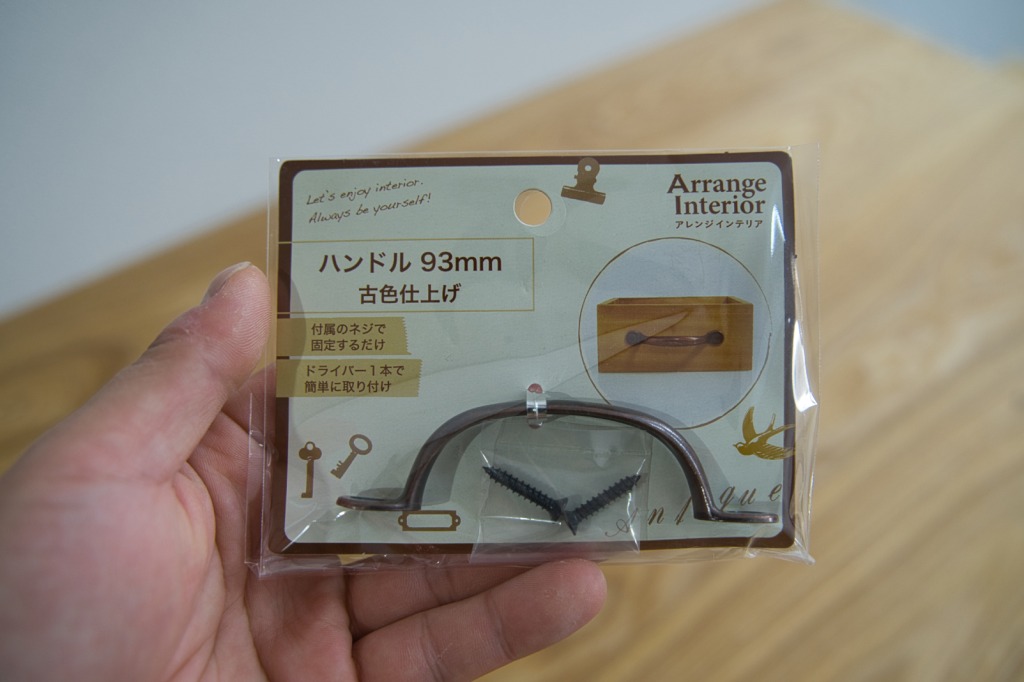 Let's enjoy interior.
Always be yourself!
Arrange
Interior
アレンジインテリア
ハンドル 93mm
古色仕上げ
付属のネジで
固定するだけ
ドライバー1本で
簡単に取り付け
Antique